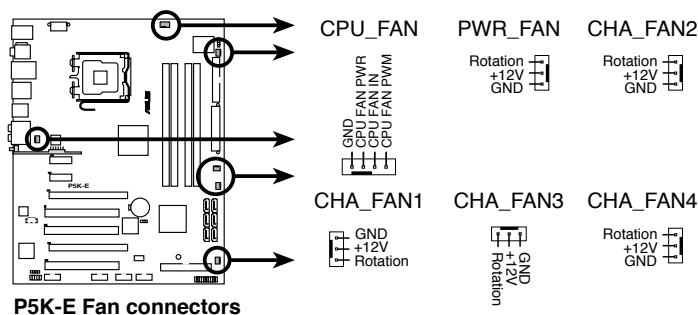 CPU_FAN
PWR_FAN
CHA_FAN2
GND
CPU FAN PWR
CPU FAN IN
CPU FAN PWM
Rotation
+12V
GND
Rotation
+12V
GND
/ISUS
P5K-E
CHA_FAN1
CHA_FAN3
CHA_FAN4
GND
+12V
Rotation
Rotation
+12V
GND
Rotation
+12V
GND
P5K-E Fan connectors